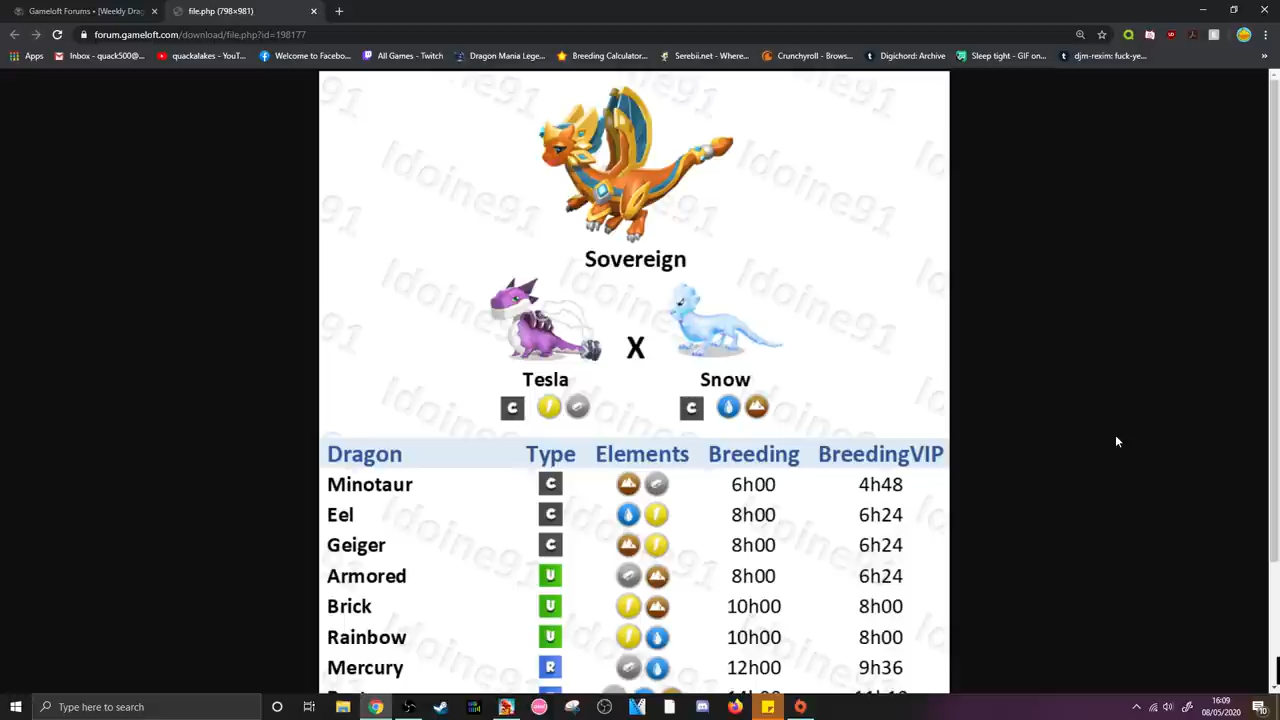 Gameloft Forums • [Weekly Drag
file.php (798×981)
forum.gameloft.com/download/file.php?id=198177
Apps
Inbox - quack500@...
quackalakes - YouT...
Welcome to Facebo...
All Games - Twitch
Dragon Mania Lege...
Breeding Calculator...
Serebii.net - Where...
Crunchyroll - Brows...
Digichord: Archive
Sleep tight - GIF on...
djm-rexim: fuck-ye...
ldoine91
Sovereign
Tesla
X
Snow
C
C
Dragon Type Elements Breeding BreedingVIP
Minotaur C 6h00 4h48
Eel C 8h00 6h24
Geiger C 8h00 6h24
Armored U 8h00 6h24
Brick U 10h00 8h00
Rainbow U 10h00 8h00
Mercury R 12h00 9h36
Type here to search
16:09
08/05/2020